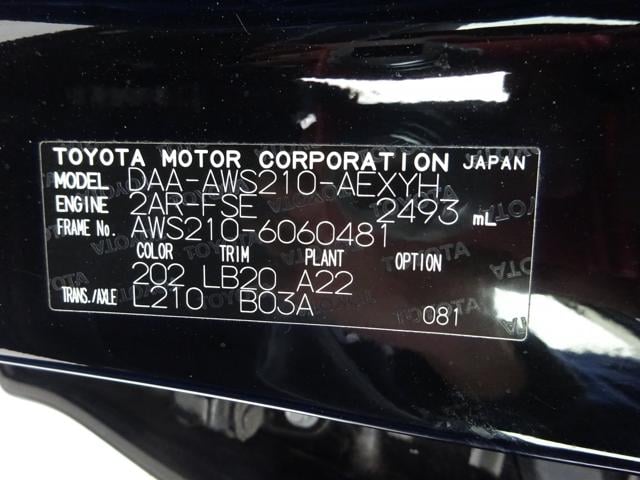 TOYOTA MOTOR CORPORATION JAPAN
MODEL DAA-AWS210-AEXYH
ENGINE 2AR-FSE 2493 mL
FRAME No. AWS210-6060481
COLOR TRIM PLANT OPTION
202 LB20 A22
TRANS./AXLE L210 B03A
081